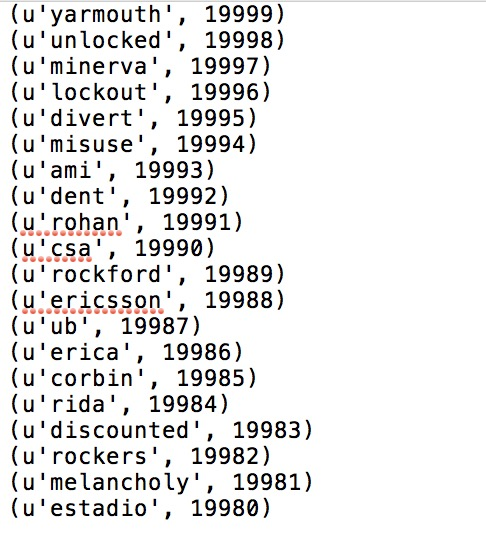 (u'yarmouth', 19999)
(u'unlocked', 19998)
(u'minerva', 19997)
(u'lockout', 19996)
(u'divert', 19995)
(u'misuse', 19994)
(u'ami', 19993)
(u'dent', 19992)
(u'rohan', 19991)
(u'csa', 19990)
(u'rockford', 19989)
(u'ericsson', 19988)
(u'ub', 19987)
(u'erica', 19986)
(u'corbin', 19985)
(u'rida', 19984)
(u'discounted', 19983)
(u'rockers', 19982)
(u'melancholy', 19981)
(u'estadio', 19980)